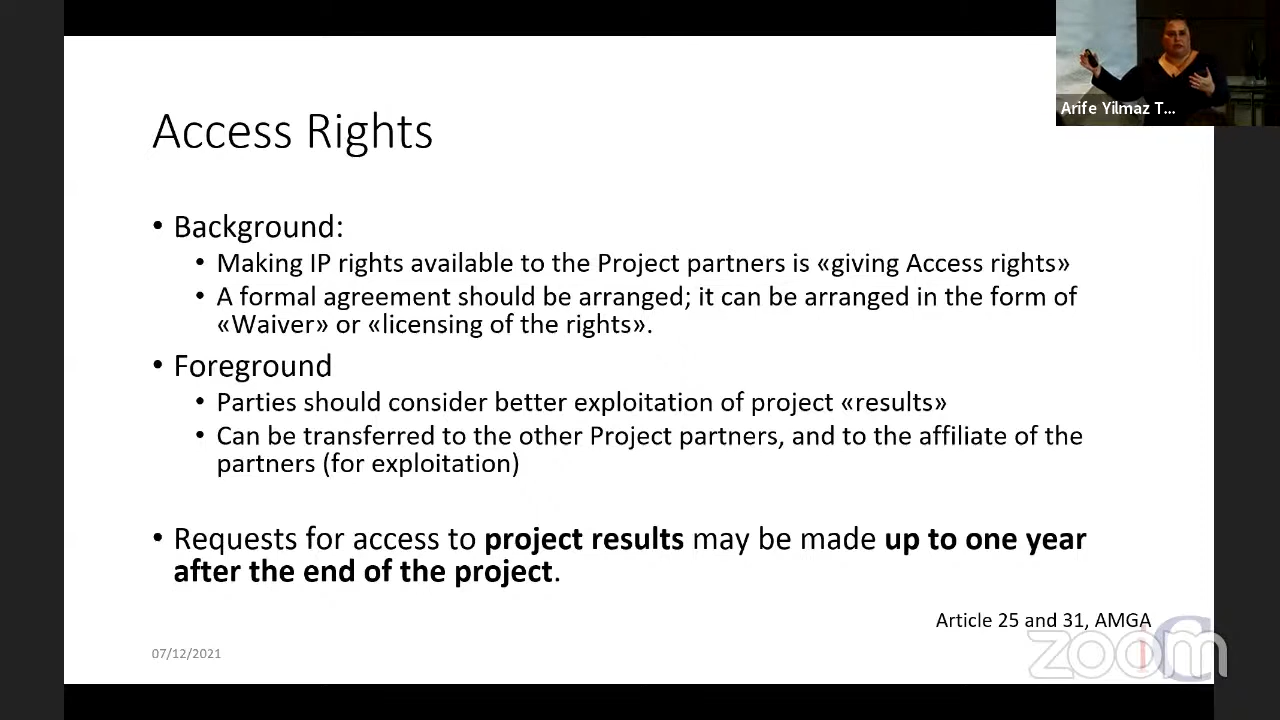 Arife Yilmaz T...
Access Rights
• Background:
• Making IP rights available to the Project partners is «giving Access rights»
• A formal agreement should be arranged; it can be arranged in the form of
«Waiver» or «licensing of the rights».
• Foreground
• Parties should consider better exploitation of project «results»
• Can be transferred to the other Project partners, and to the affiliate of the
partners (for exploitation)
• Requests for access to project results may be made up to one year
after the end of the project.
Article 25 and 31, AMGA
07/12/2021
zoom